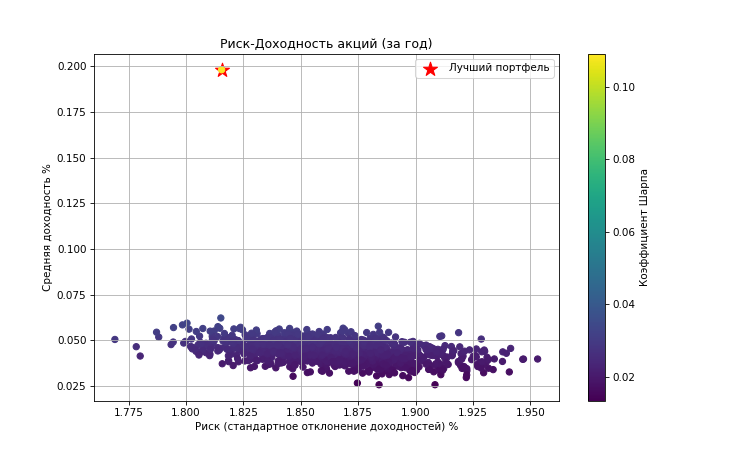 Риск-Доходность акций (за год)
Лучший портфель
Средняя доходность %
0.200
0.175
0.150
0.125
0.100
0.075
0.050
0.025
1.775 1.800 1.825 1.850 1.875 1.900 1.925 1.950
Риск (стандартное отклонение доходностей) %
0.10
0.08
0.06
0.04
0.02
Коэффициент Шарпа